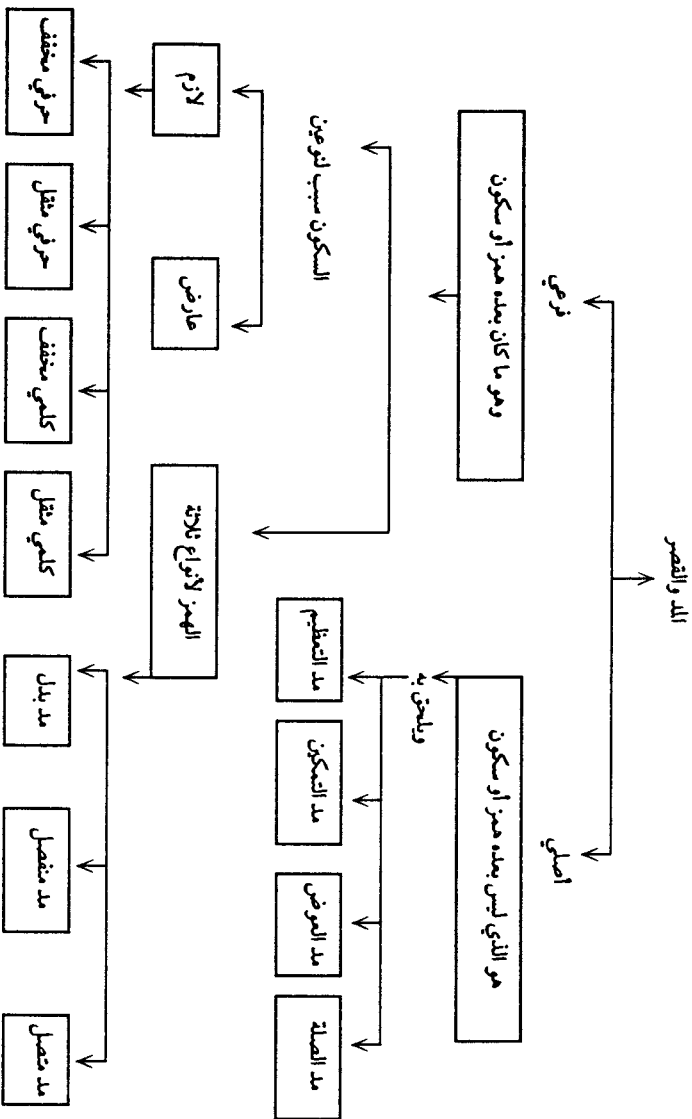 المد والقصر
أصلي
فرعي
هو الذي ليس بعده همز أو سكون
وهو ما كان بعده همز أو سكون
ويلحق به
مد الصلة
مد العوض
مد التمكين
مد التعظيم
السكون سبب لنوعين
الهمز لأنواع ثلاثة
عارض
لازم
مد متصل
مد منفصل
مد بدل
كلمي مثقل
كلمي مخفف
حرفي مثقل
حرفي مخفف